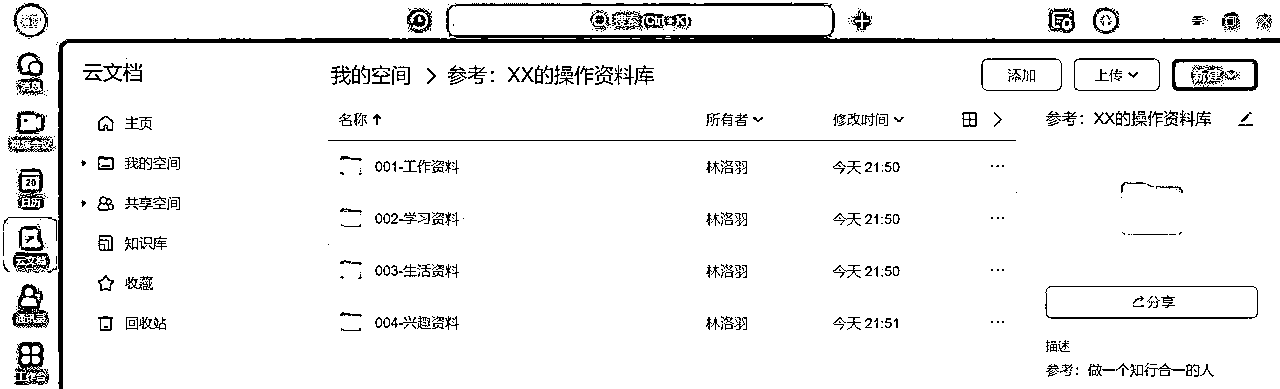 搜索 (Ctrl + K)
消息
云文档
我的空间 > 参考：XX的操作资料库
添加
上传
新建
主页
名称
所有者
修改时间
参考：XX的操作资料库
我的空间
001-工作资料
林洛羽
今天 21:50
20
日历
共享空间
002-学习资料
林洛羽
今天 21:50
云文档
知识库
003-生活资料
林洛羽
今天 21:50
收藏
通讯录
回收站
004-兴趣资料
林洛羽
今天 21:51
分享
工作台
描述
参考：做一个知行合一的人